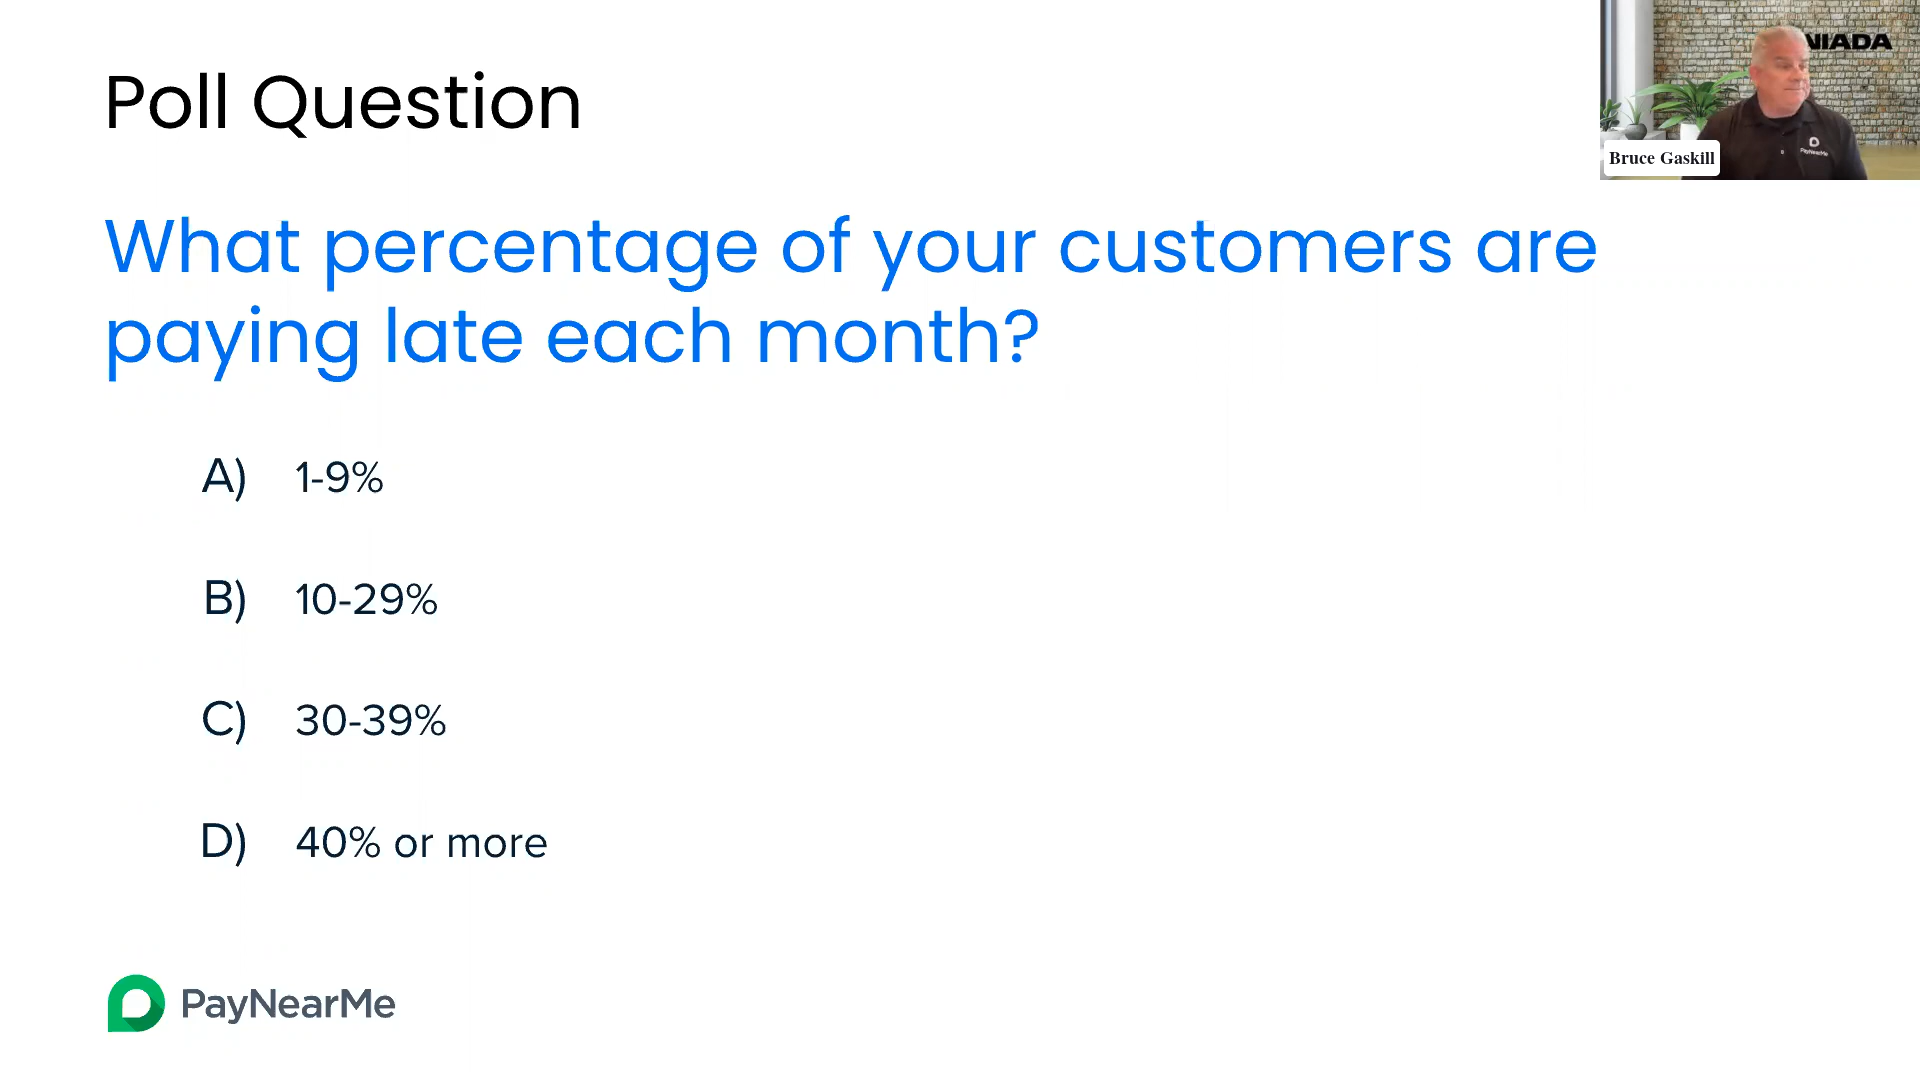 Poll Question
NIADA
PayNearMe
Bruce Gaskill
What percentage of your customers are
paying late each month?
A) 1-9%
B) 10-29%
C) 30-39%
D) 40% or more
PayNearMe